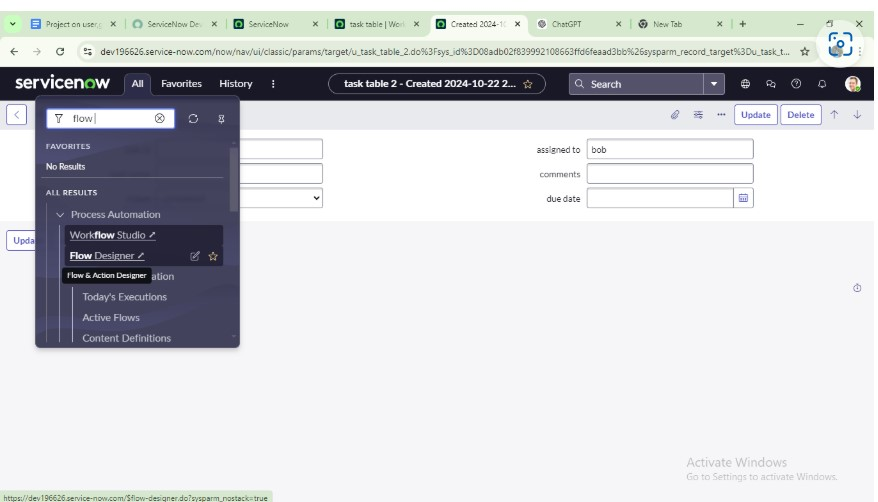 Project on user.g
ServiceNow Dev
ServiceNow
task table | Work
Created 2024-10
ChatGPT
New Tab
dev196626.service-now.com/now/nav/ui/classic/params/target/u_task_table_2.do%3Fsys_id%3D08adb02f839992108663ffd6feaad3bb%26sysparm_record_target%3Du_task_t...
servicenow
All
Favorites
History
task table 2 - Created 2024-10-22 2...
Search
flow
Update
Delete
FAVORITES
No Results
ALL RESULTS
Process Automation
Workflow Studio
Flow Designer
Flow & Action Designer
ation
Today's Executions
Active Flows
Content Definitions
assigned to
bob
comments
due date
Upda
Activate Windows
Go to Settings to activate Windows.
https://dev196626.service-now.com/$flow-designer.do?sysparm_nostack=true